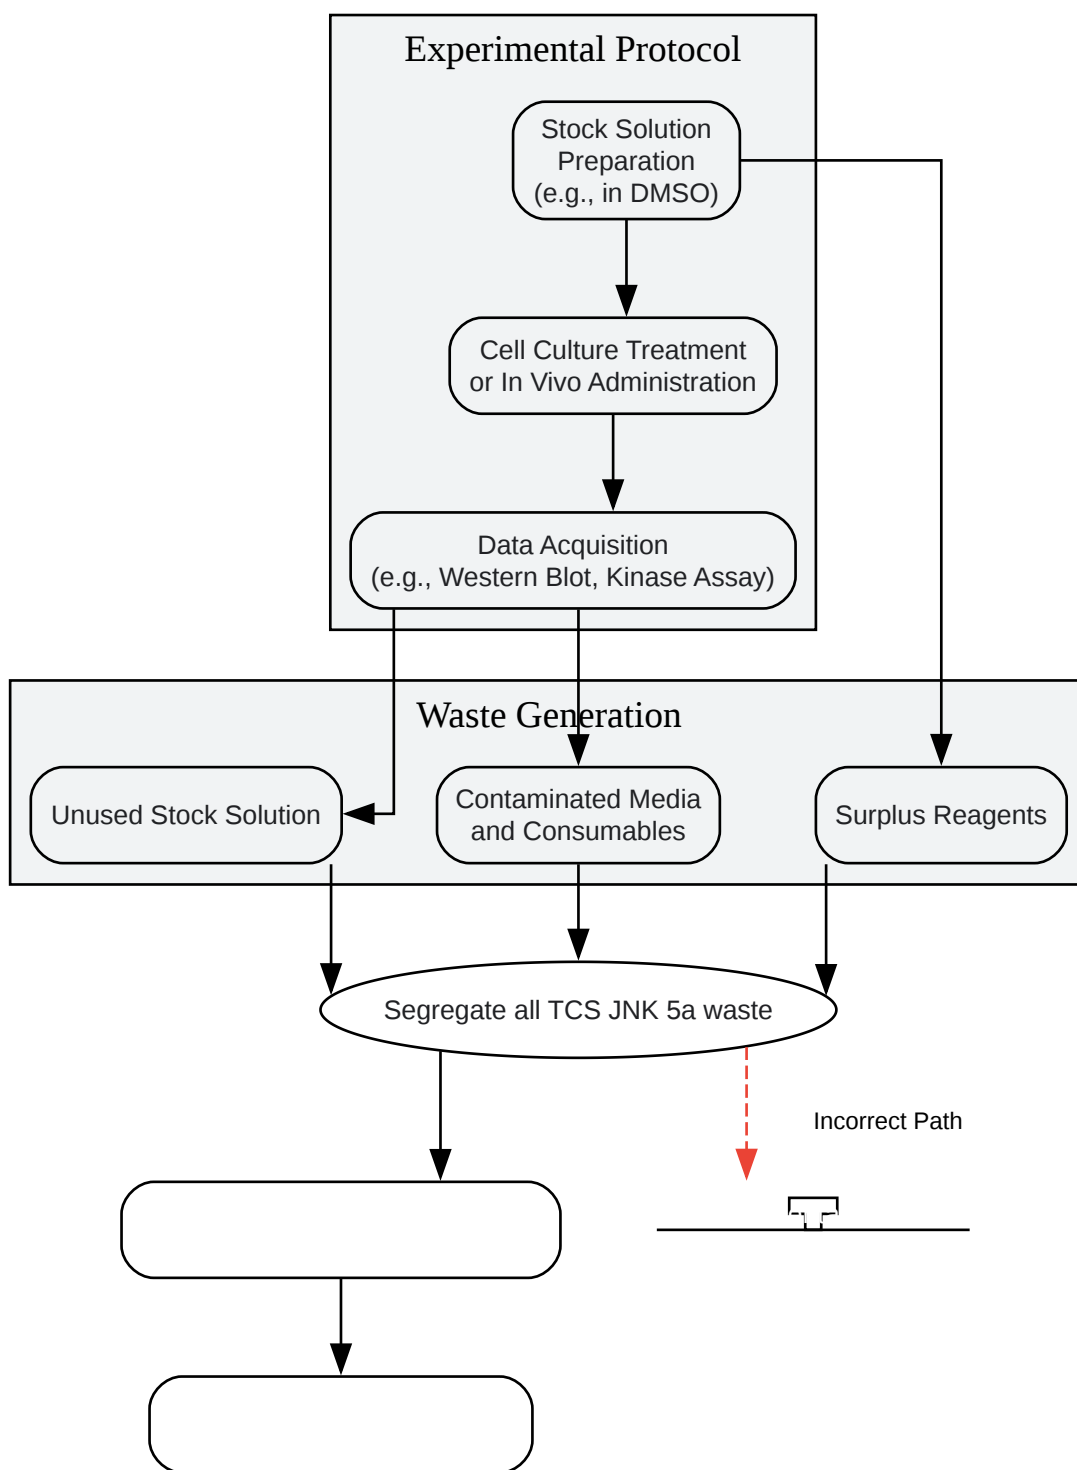 Experimental Protocol
Stock Solution
Preparation
(e.g., in DMSO)
Cell Culture Treatment
or In Vivo Administration
Data Acquisition
(e.g., Western Blot, Kinase Assay)
Waste Generation
Unused Stock Solution
Contaminated Media
and Consumables
Surplus Reagents
Segregate all TCS JNK 5a waste
Incorrect Path